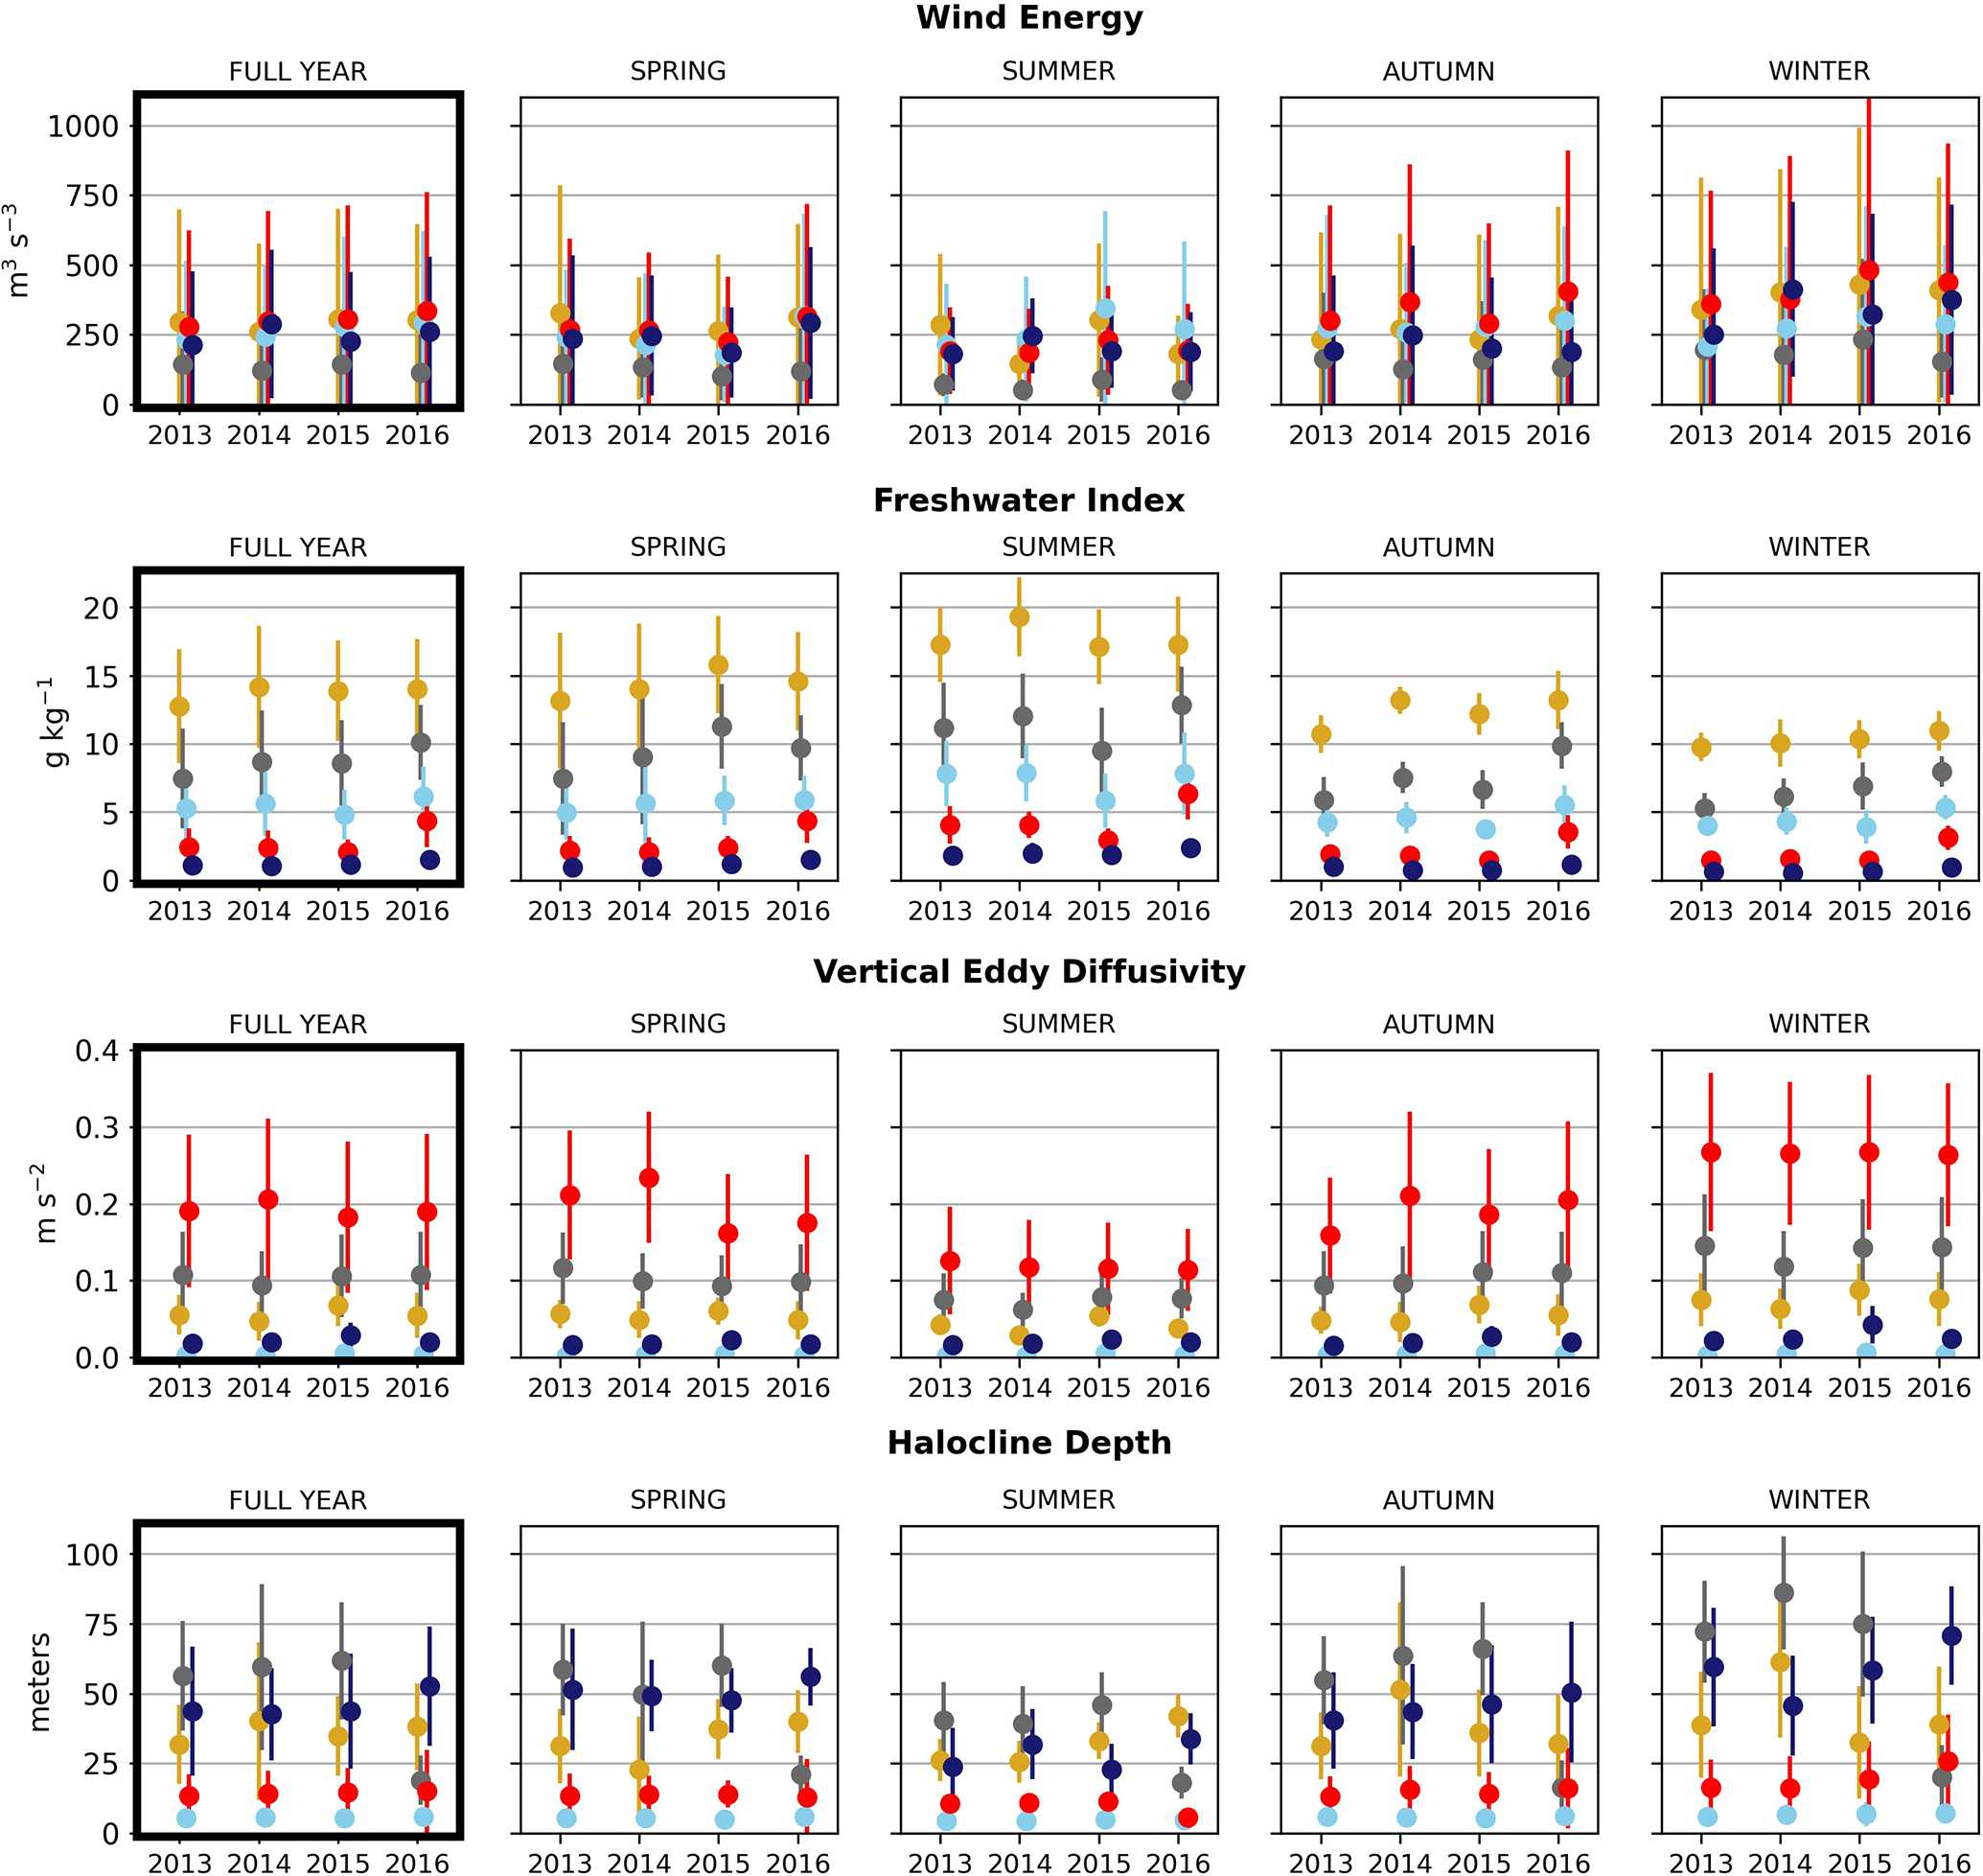 Wind Energy
FULL YEAR SPRING SUMMER AUTUMN WINTER
1000
750
500
250
0
m³ s⁻³
2013 2014 2015 2016 2013 2014 2015 2016 2013 2014 2015 2016 2013 2014 2015 2016 2013 2014 2015 2016
Freshwater Index
FULL YEAR SPRING SUMMER AUTUMN WINTER
20
15
10
5
0
g kg⁻¹
2013 2014 2015 2016 2013 2014 2015 2016 2013 2014 2015 2016 2013 2014 2015 2016 2013 2014 2015 2016
Vertical Eddy Diffusivity
FULL YEAR SPRING SUMMER AUTUMN WINTER
0.4
0.3
0.2
0.1
0.0
m s⁻²
2013 2014 2015 2016 2013 2014 2015 2016 2013 2014 2015 2016 2013 2014 2015 2016 2013 2014 2015 2016
Halocline Depth
FULL YEAR SPRING SUMMER AUTUMN WINTER
100
75
50
25
0
meters
2013 2014 2015 2016 2013 2014 2015 2016 2013 2014 2015 2016 2013 2014 2015 2016 2013 2014 2015 2016